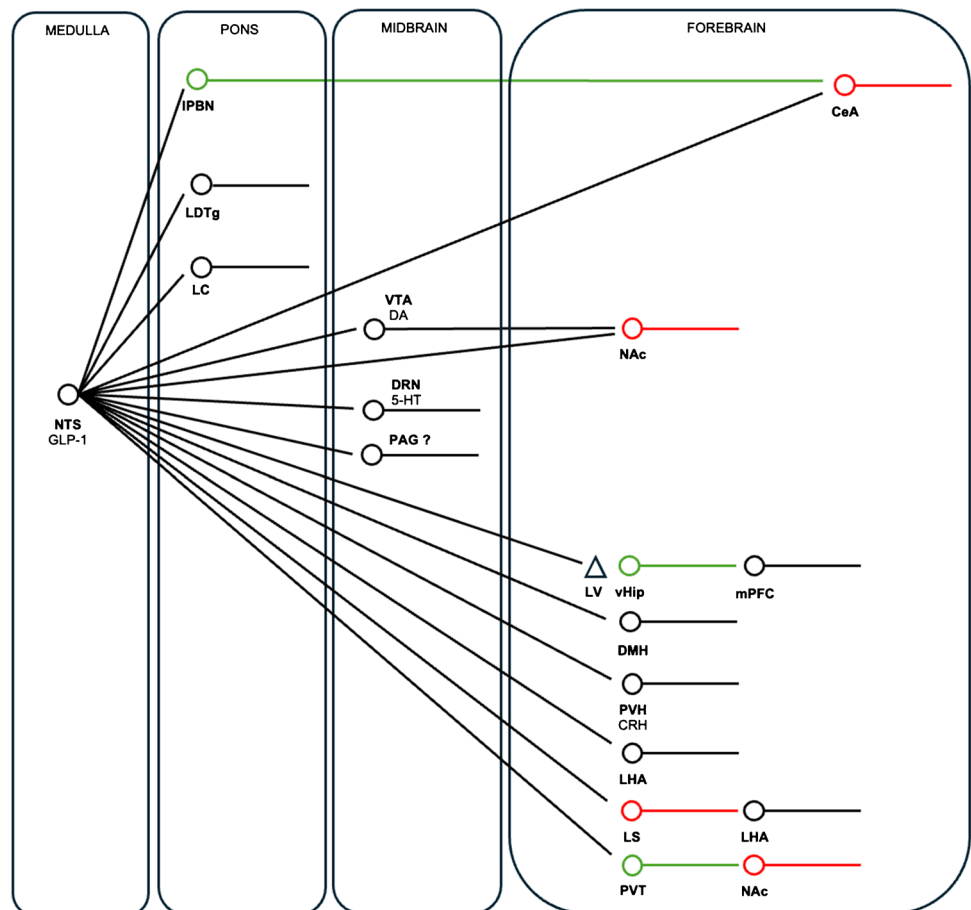 MEDULLA
PONS
MIDBRAIN
FOREBRAIN
lPBN
CeA
LDTg
LC
VTA
DA
NAc
DRN
5-HT
NTS
GLP-1
PAG ?
LV
vHip
mPFC
DMH
PVH
CRH
LHA
LS
LHA
PVT
NAc